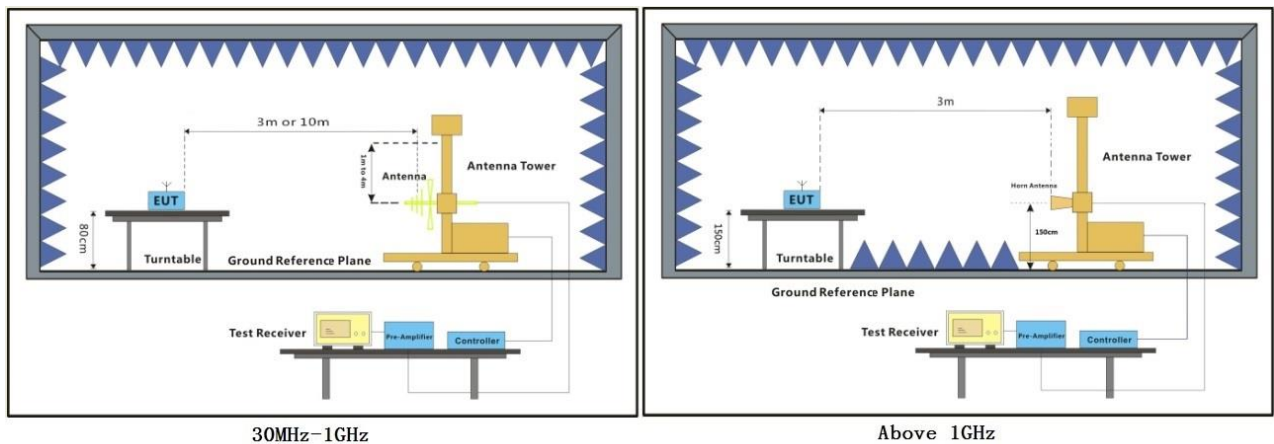 3m or 10m
1m to 4m
Antenna
Antenna Tower
EUT
80cm
Turntable
Ground Reference Plane
Test Receiver
Pre-Amplifier
Controller
30MHz-1GHz
3m
Antenna Tower
Horn Antenna
EUT
150cm
150cm
Turntable
Ground Reference Plane
Test Receiver
Pre-Amplifier
Controller
Above 1GHz